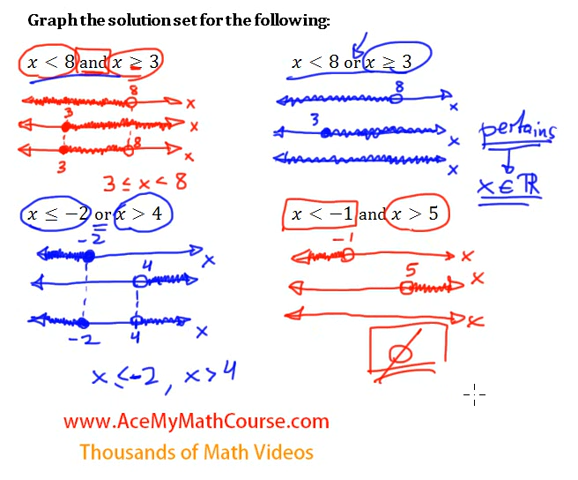 Graph the solution set for the following:
x < 8 and x ≥ 3
8
x
3
x
8
x
3
3 ≤ x < 8
x < 8 or x ≥ 3
8
x
3
x
x
pertains
x ∈ ℝ
x ≤ −2 or x > 4
-2
x
4
x
-2
4
x ≤ -2, x > 4
x < −1 and x > 5
-1
x
5
x
x
∅
www.AceMyMathCourse.com
Thousands of Math Videos